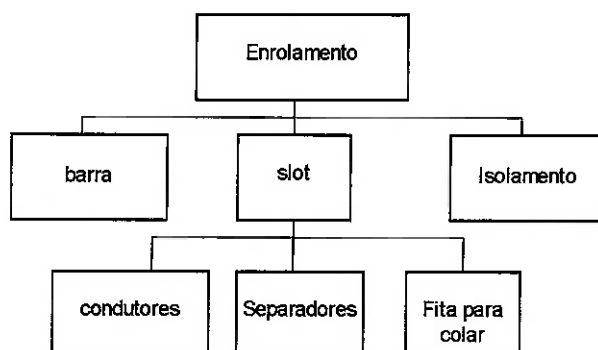 Enrolamento
barra
slot
Isolamento
condutores
Separadores
Fita para
colar